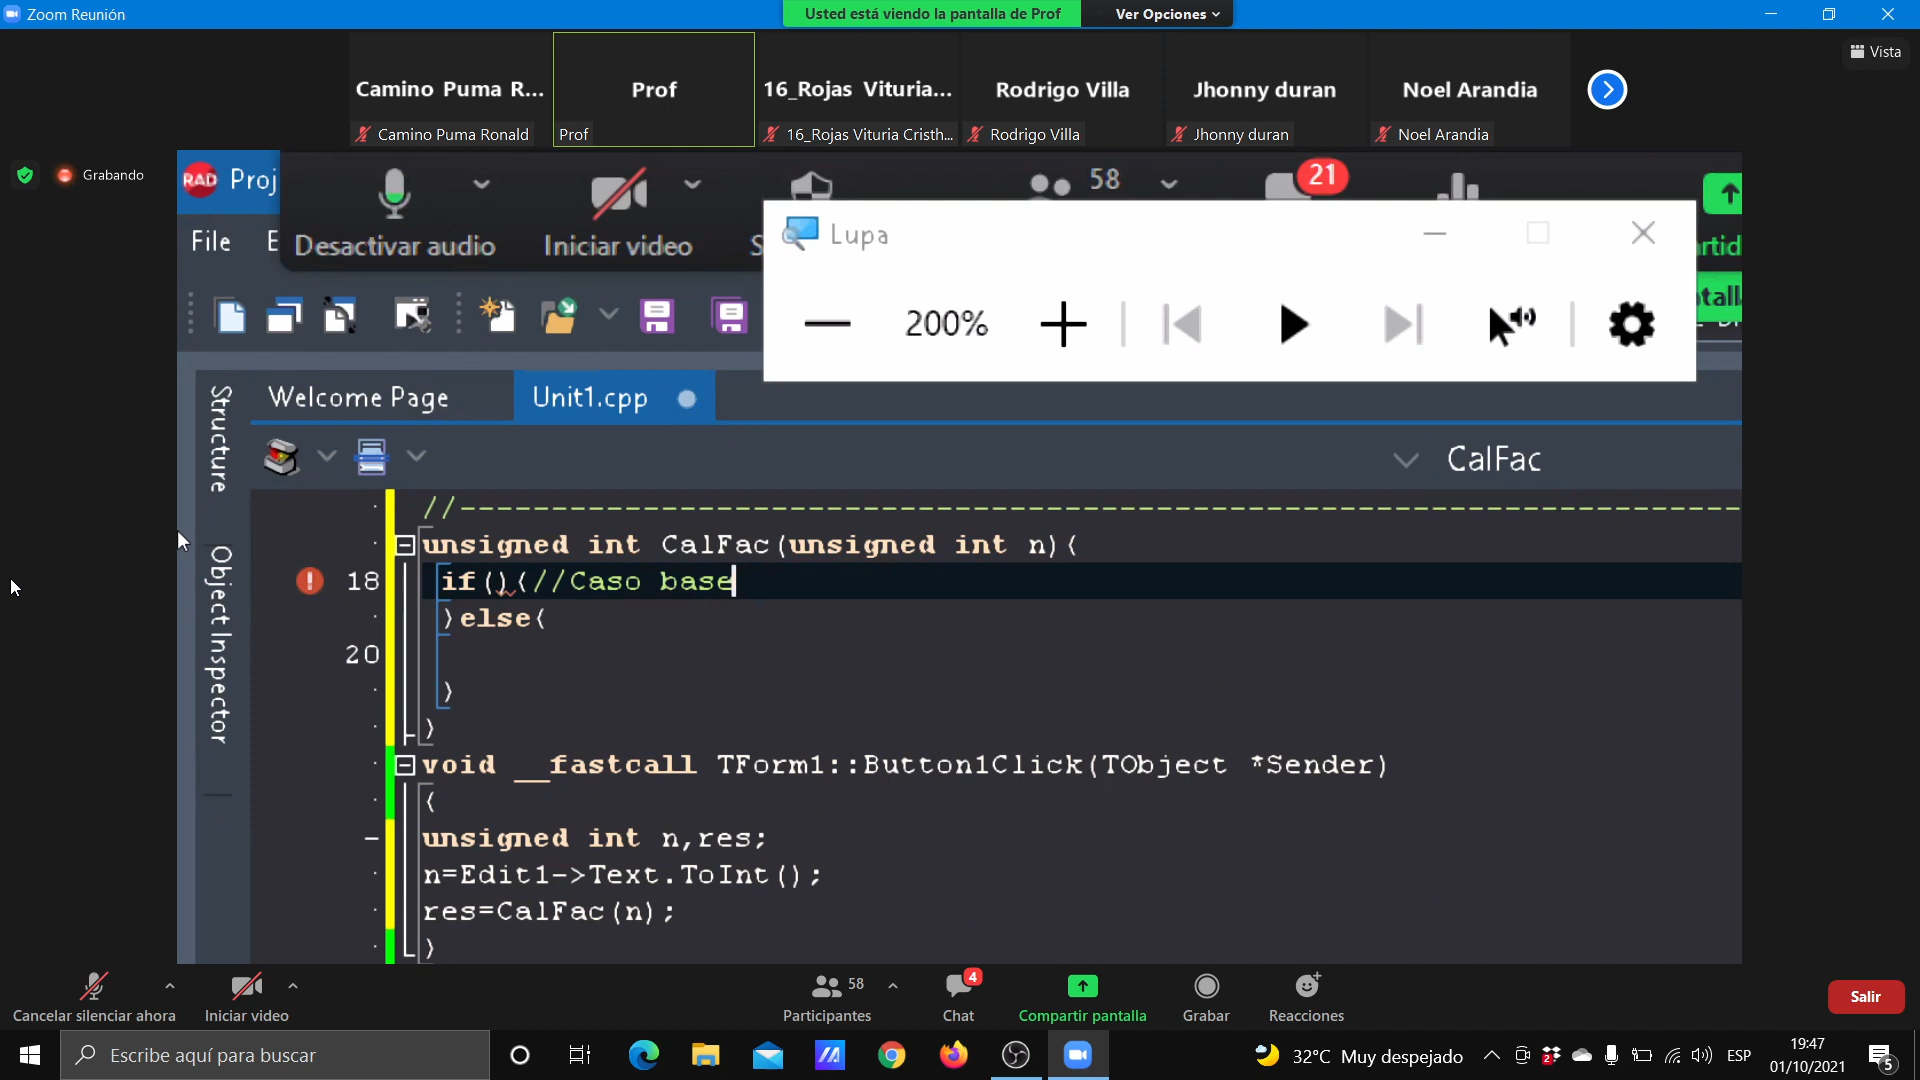 Zoom Reunión
Usted está viendo la pantalla de Prof
Ver Opciones
Vista
Camino Puma R...
Prof
16_Rojas Vituria...
Rodrigo Villa
Jhonny duran
Noel Arandia
Camino Puma Ronald
Prof
16_Rojas Vituria Cristh...
Rodrigo Villa
Jhonny duran
Noel Arandia
Grabando
RAD
Proj
58
21
File
E
Desactivar audio
Iniciar video
S
Lupa
rtid
200%
talla
Structure
Welcome Page
Unit1.cpp
CalFac
Object Inspector
//----------------------------------------------------------------------
unsigned int CalFac(unsigned int n){
18 if(){//Caso base
}else{
20
}
}
void __fastcall TForm1::Button1Click(TObject *Sender)
{
unsigned int n,res;
n=Edit1->Text.ToInt();
res=CalFac(n);
}
Cancelar silenciar ahora
Iniciar video
58
Participantes
4
Chat
Compartir pantalla
Grabar
Reacciones
Salir
Escribe aquí para buscar
32°C Muy despejado
2
ESP
19:47
01/10/2021
5